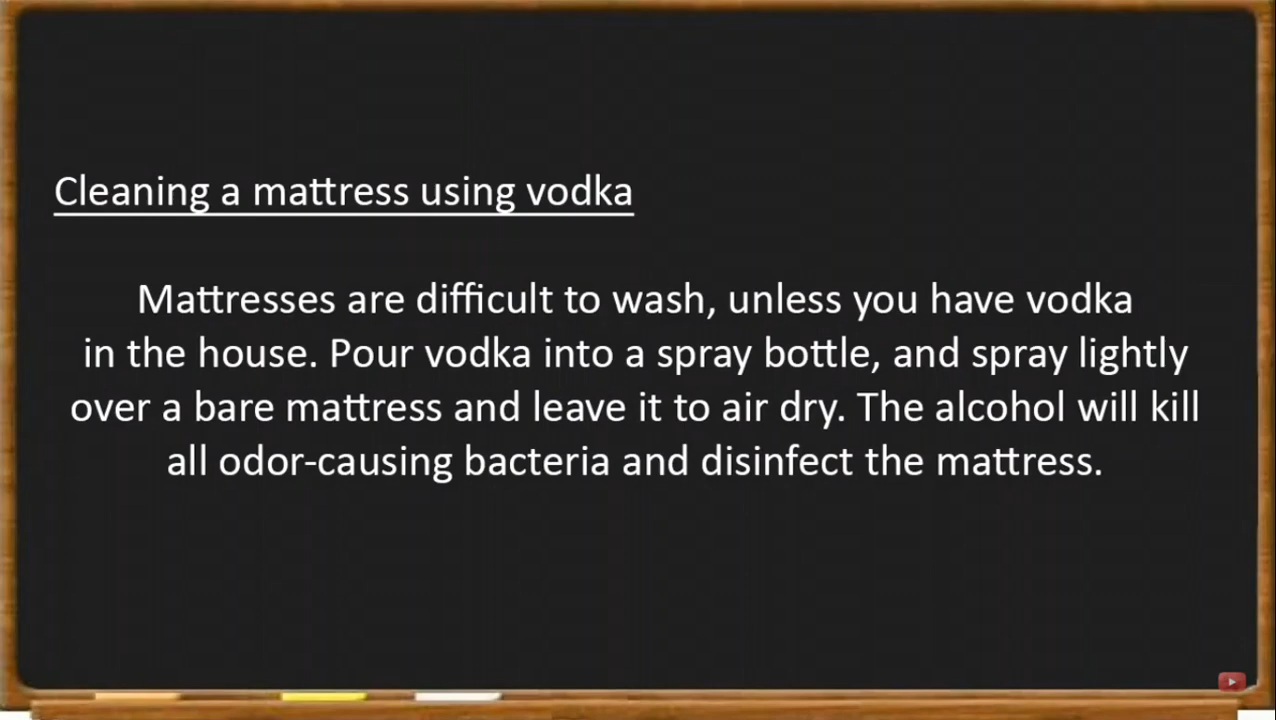 Cleaning a mattress using vodka
Mattresses are difficult to wash, unless you have vodka
in the house. Pour vodka into a spray bottle, and spray lightly
over a bare mattress and leave it to air dry. The alcohol will kill
all odor-causing bacteria and disinfect the mattress.